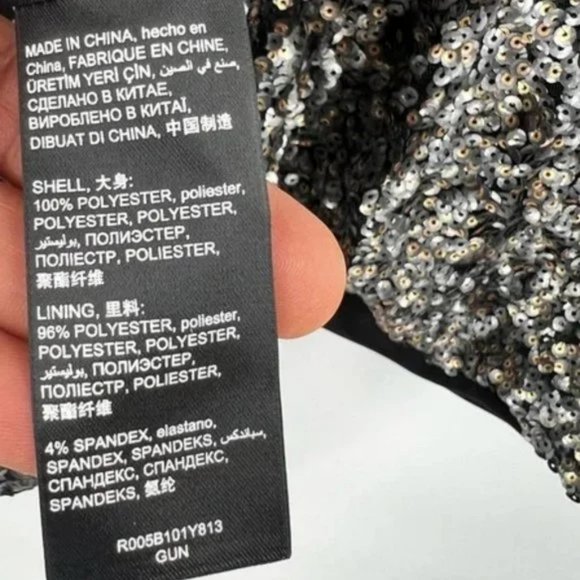 MADE IN CHINA, hecho en
China, FABRIQUE EN CHINE,
ÜRETİM YERİ ÇİN, صنع في الصين,
СДЕЛАНО В КИТАЕ,
ВИРОБЛЕНО В КИТАЇ,
DIBUAT DI CHINA, 中国制造
SHELL, 大身:
100% POLYESTER, poliester,
POLYESTER, POLYESTER,
بوليستير, ПОЛИЭСТЕР,
ПОЛІЕСТР, POLIESTER,
聚酯纤维
LINING, 里料:
96% POLYESTER, poliester,
POLYESTER, POLYESTER,
بوليستير, ПОЛИЭСТЕР,
ПОЛІЕСТР, POLIESTER,
聚酯纤维
4% SPANDEX, elastano,
SPANDEX, SPANDEKS, سباندكس,
СПАНДЕКС, СПАНДЕКС,
SPANDEKS, 氨纶
R005B101Y813
GUN